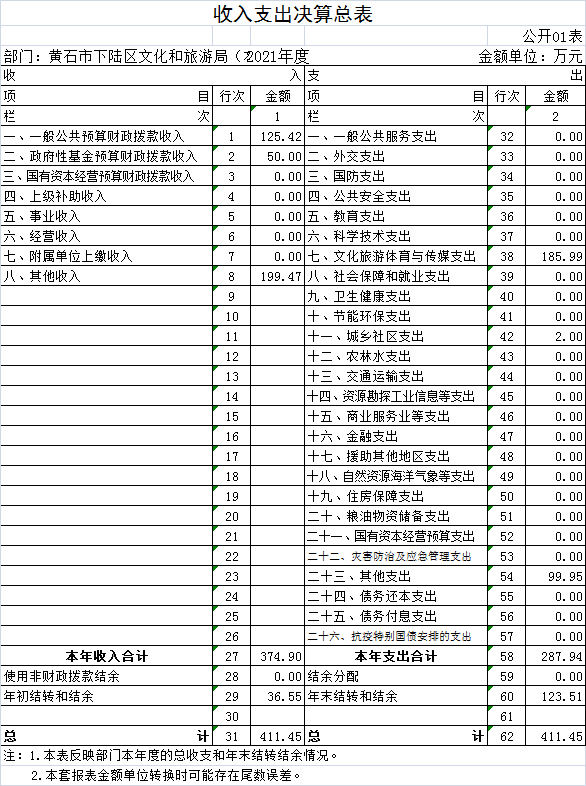 收入支出决算总表
公开01表
部门：黄石市下陆区文化和旅游局（ 2021年度 金额单位：万元
收 入 支 出
项 目 行次 金额 项 目 行次 金额
栏 次 1 栏 次 2
一、一般公共预算财政拨款收入 1 125.42 一、一般公共服务支出 32 0.00
二、政府性基金预算财政拨款收入 2 50.00 二、外交支出 33 0.00
三、国有资本经营预算财政拨款收入 3 0.00 三、国防支出 34 0.00
四、上级补助收入 4 0.00 四、公共安全支出 35 0.00
五、事业收入 5 0.00 五、教育支出 36 0.00
六、经营收入 6 0.00 六、科学技术支出 37 0.00
七、附属单位上缴收入 7 0.00 七、文化旅游体育与传媒支出 38 185.99
八、其他收入 8 199.47 八、社会保障和就业支出 39 0.00
9 九、卫生健康支出 40 0.00
10 十、节能环保支出 41 0.00
11 十一、城乡社区支出 42 2.00
12 十二、农林水支出 43 0.00
13 十三、交通运输支出 44 0.00
14 十四、资源勘探工业信息等支出 45 0.00
15 十五、商业服务业等支出 46 0.00
16 十六、金融支出 47 0.00
17 十七、援助其他地区支出 48 0.00
18 十八、自然资源海洋气象等支出 49 0.00
19 十九、住房保障支出 50 0.00
20 二十、粮油物资储备支出 51 0.00
21 二十一、国有资本经营预算支出 52 0.00
22 二十二、灾害防治及应急管理支出 53 0.00
23 二十三、其他支出 54 99.95
24 二十四、债务还本支出 55 0.00
25 二十五、债务付息支出 56 0.00
26 二十六、抗疫特别国债安排的支出 57 0.00
本年收入合计 27 374.90 本年支出合计 58 287.94
使用非财政拨款结余 28 0.00 结余分配 59 0.00
年初结转和结余 29 36.55 年末结转和结余 60 123.51
30 61
总 计 31 411.45 总 计 62 411.45
注：1.本表反映部门本年度的总收支和年末结转结余情况。
2.本套报表金额单位转换时可能存在尾数误差。